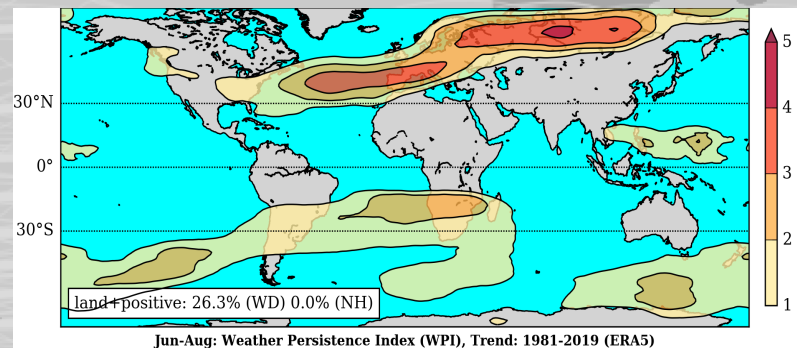 5
4
30°N
3
0°
2
30°S
land+positive: 26.3% (WD) 0.0% (NH)
1
Jun-Aug: Weather Persistence Index (WPI), Trend: 1981-2019 (ERA5)